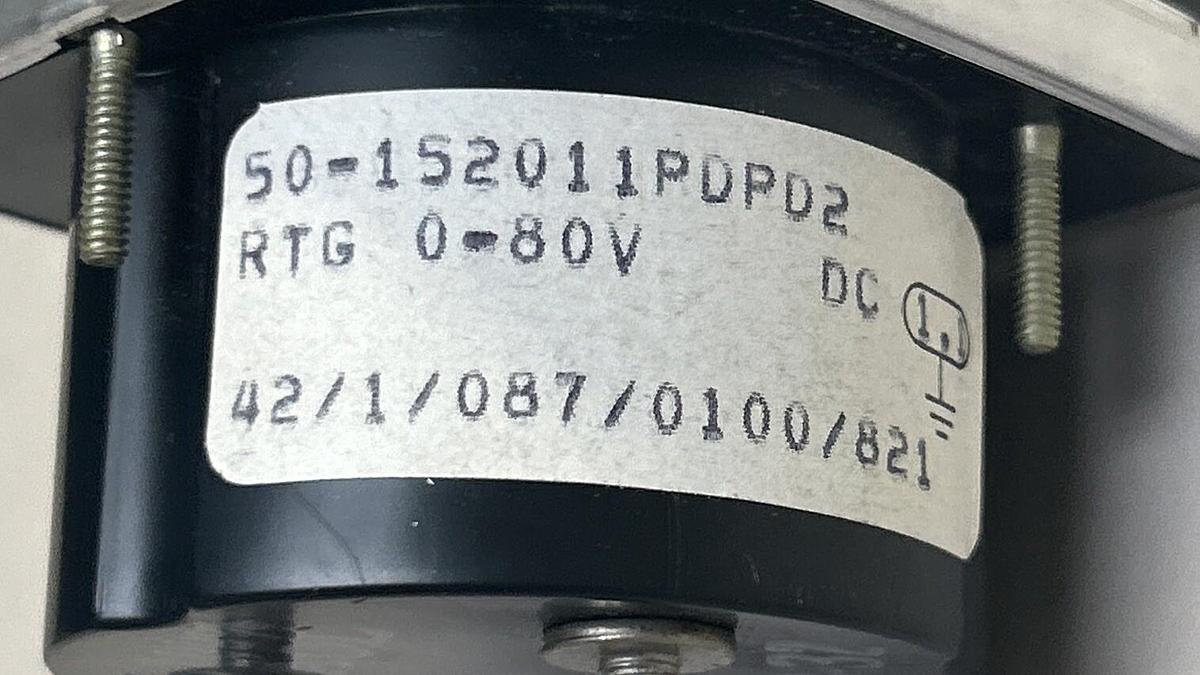 50-152011PDPD2
RTG 0-80V DC
1.1
42/1/087/0100/821